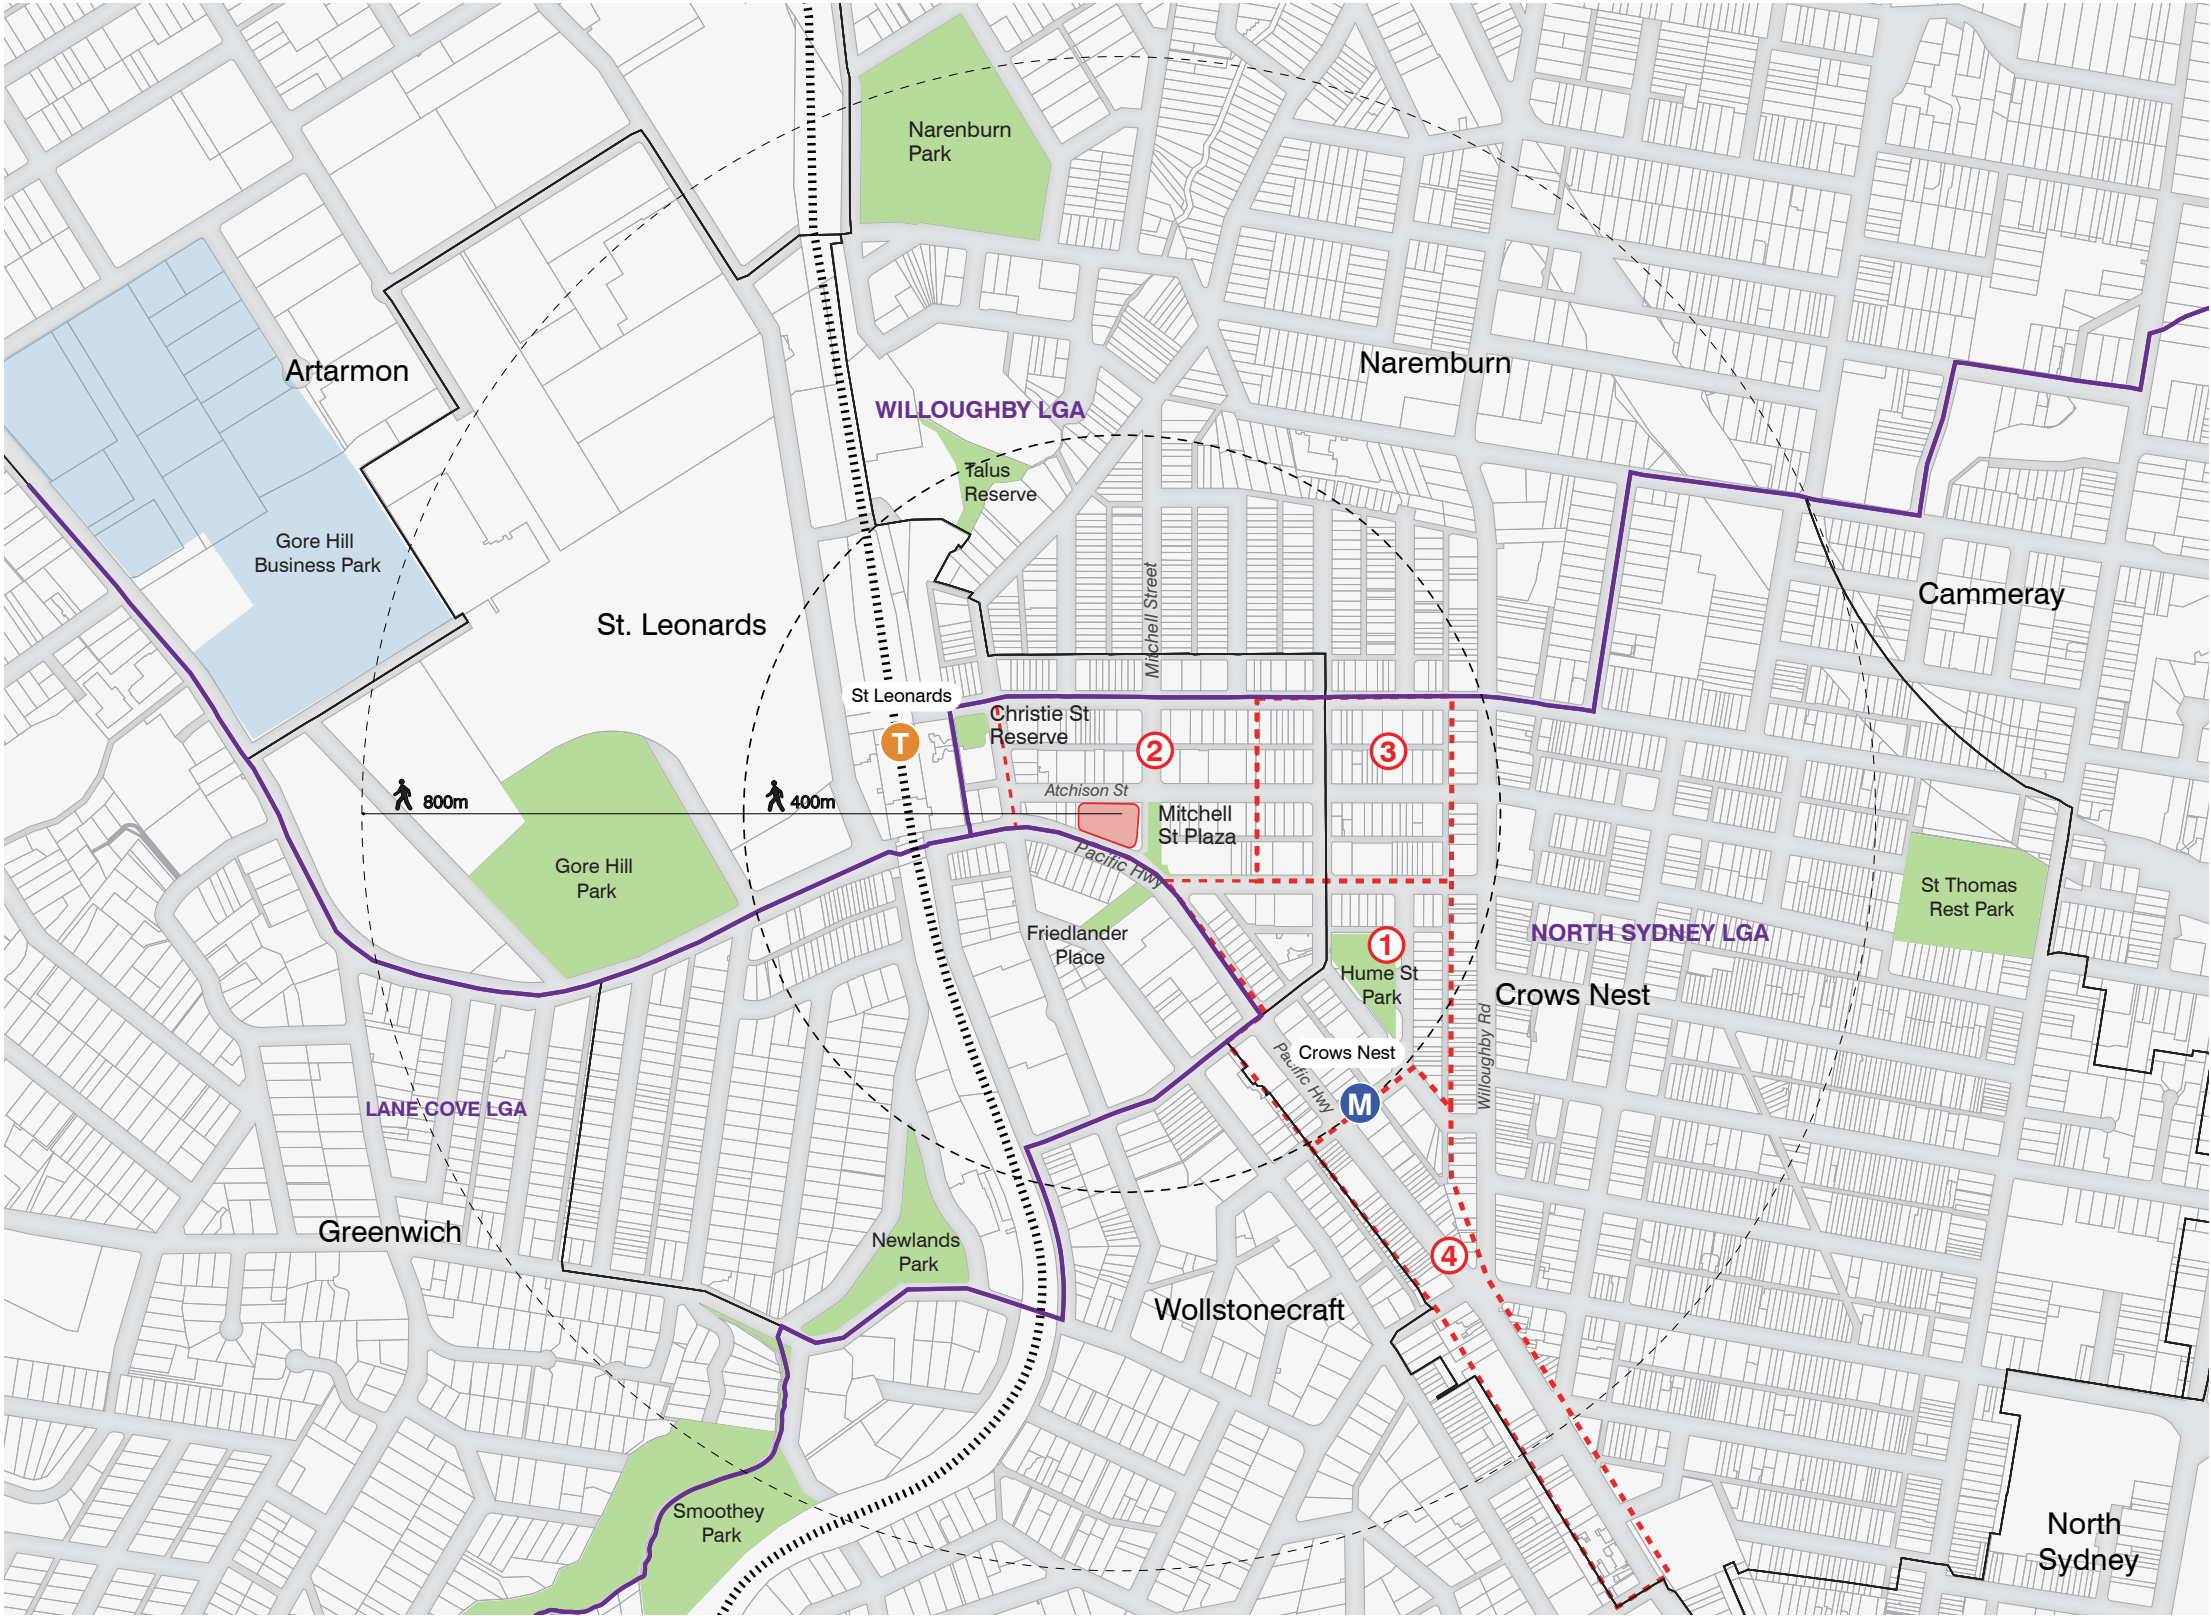 Narenburn
Park
Artarmon
Naremburn
WILLOUGHBY LGA
Talus
Reserve
Gore Hill
Business Park
Mitchell Street
Cammeray
St. Leonards
St Leonards
T
Christie St
Reserve
2
3
800m
400m
Atchison St
Mitchell
St Plaza
Pacific Hwy
Gore Hill
Park
St Thomas
Rest Park
Friedlander
Place
1
NORTH SYDNEY LGA
Hume St
Park
Crows Nest
Willoughby Rd
Crows Nest
Pacific Hwy
M
LANE COVE LGA
Greenwich
Newlands
Park
4
Wollstonecraft
Smoothey
Park
North
Sydney